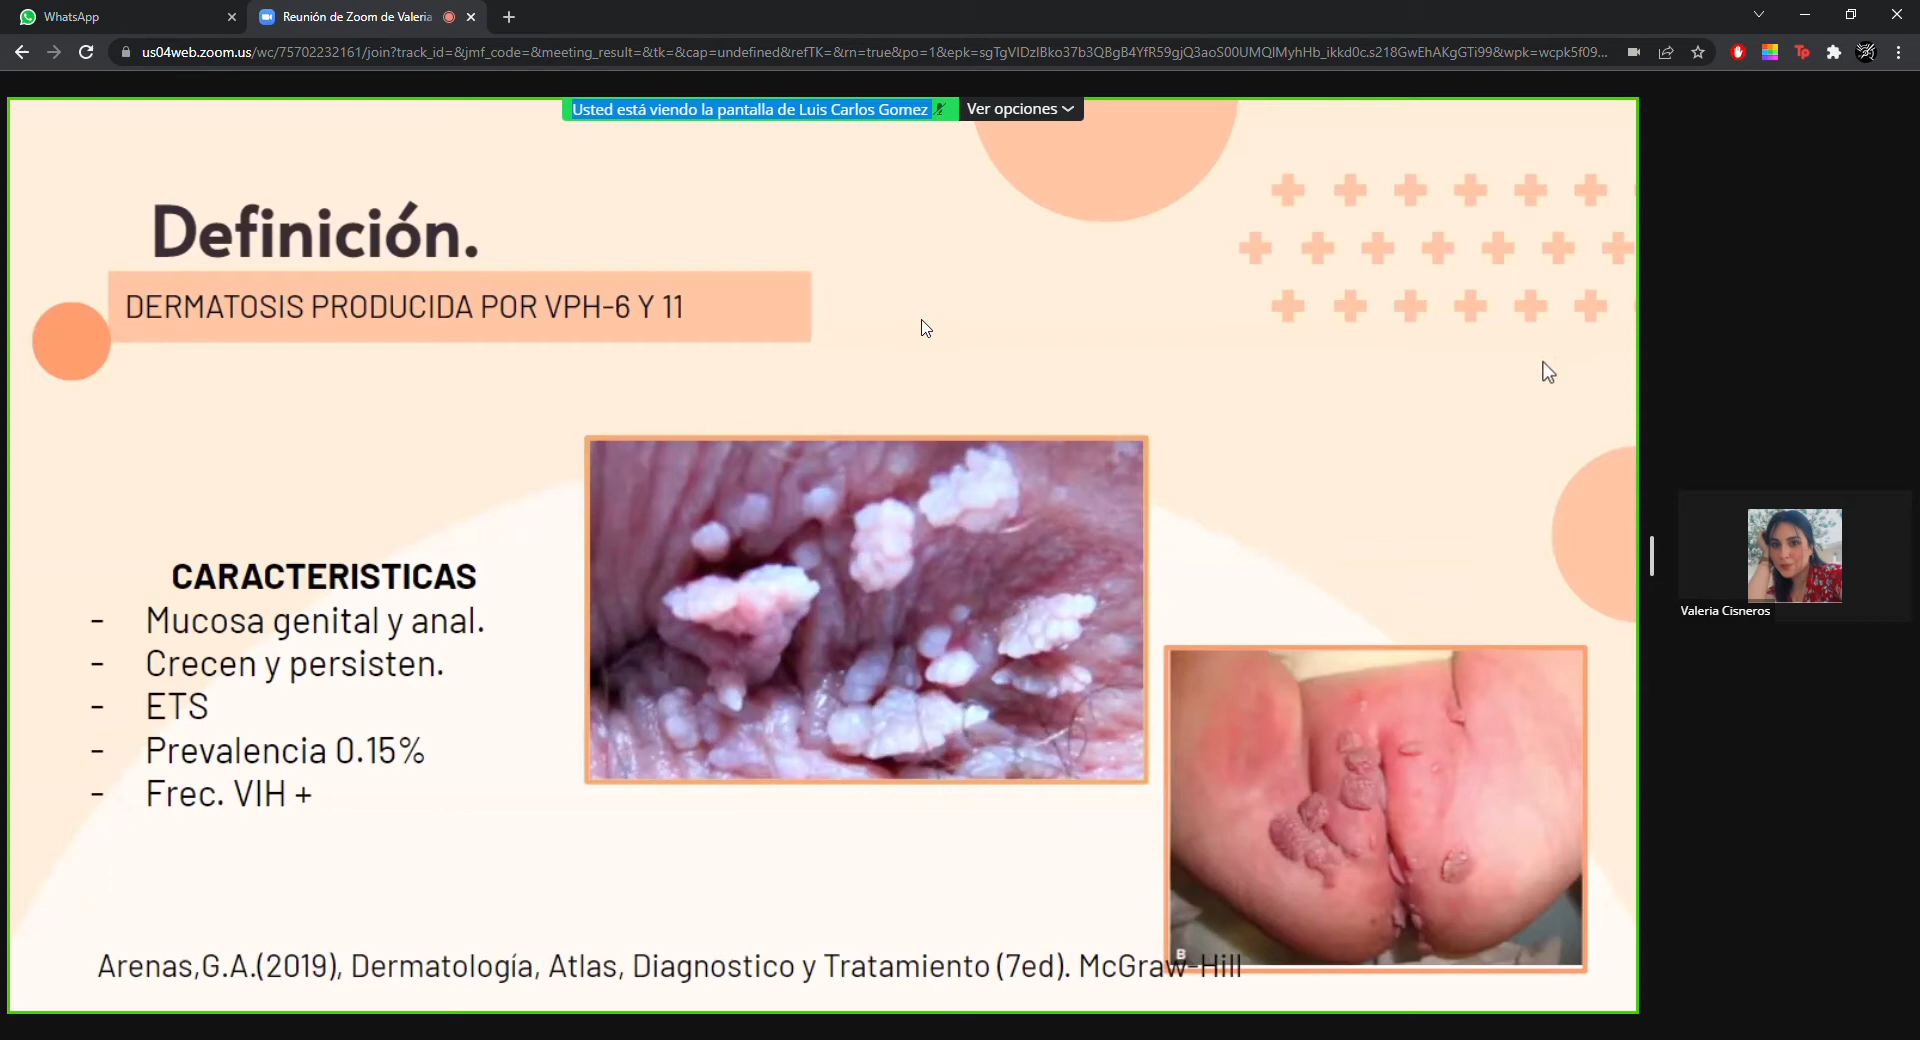 WhatsApp
Reunión de Zoom de Valeria
us04web.zoom.us/wc/75702232161/join?track_id=&jmf_code=&meeting_result=&tk=&cap=undefined&refTK=&rn=true&po=1&epk=sgTgVIDzIBko37b3QBgB4YfR59gjQ3aoS00UMQlMyhHb_ikkd0c.s218GwEhAKgGTi99&wpk=wcpk5f09...
Usted está viendo la pantalla de Luis Carlos Gomez
Ver opciones
Definición.
DERMATOSIS PRODUCIDA POR VPH-6 Y 11
CARACTERISTICAS
- Mucosa genital y anal.
- Crecen y persisten.
- ETS
- Prevalencia 0.15%
- Frec. VIH +
Valeria Cisneros
B
Arenas,G.A.(2019), Dermatología, Atlas, Diagnostico y Tratamiento (7ed). McGraw-Hill